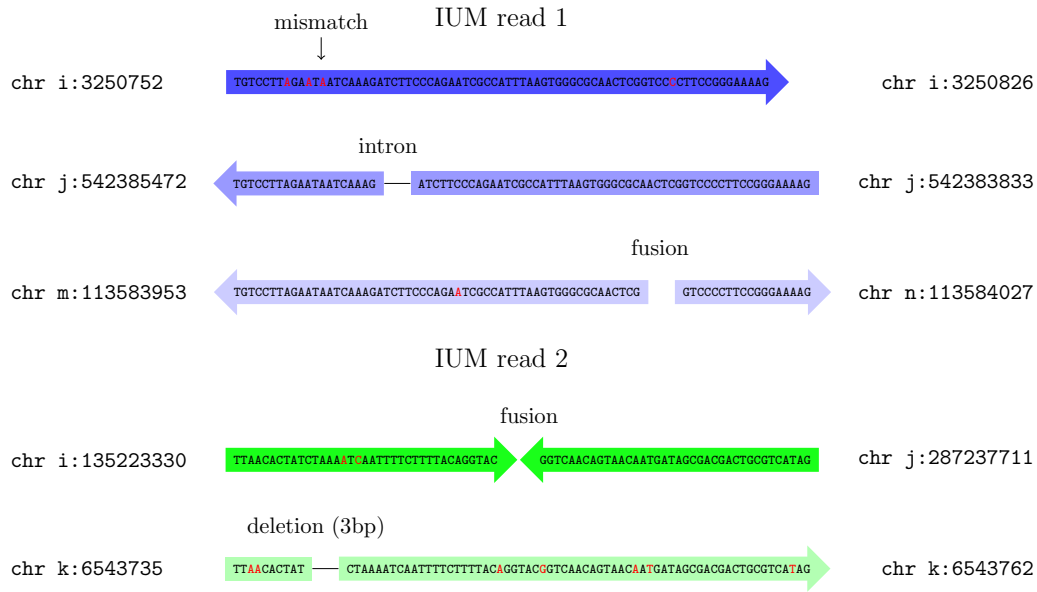 IUM read 1
mismatch
↓
chr i:3250752 TGTCCTTAGAATAATCAAAGATCTTCCCAGAATCGCCATTTAAGTGGGCGCAACTCGGTCCCCTTCCGGGAAAAG chr i:3250826
intron
chr j:542385472 TGTCCTTAGAATAATCAAAG ATCTTCCCAGAATCGCCATTTAAGTGGGCGCAACTCGGTCCCCTTCCGGGAAAAG chr j:542383833
fusion
chr m:113583953 TGTCCTTAGAATAATCAAAGATCTTCCCAGAATCGCCATTTAAGTGGGCGCAACTCG GTCCCCTTCCGGGAAAAG chr n:113584027
IUM read 2
fusion
chr i:135223330 TTAACACTATCTAAAATCAATTTTCTTTTACAGGTAC GGTCAACAGTAACAATGATAGCGACGACTGCGTCATAG chr j:287237711
deletion (3bp)
chr k:6543735 TTAACACTAT CTAAAATCAATTTTCTTTTACAGGTACGGTCAACAGTAACAATGATAGCGACGACTGCGTCATAG chr k:6543762